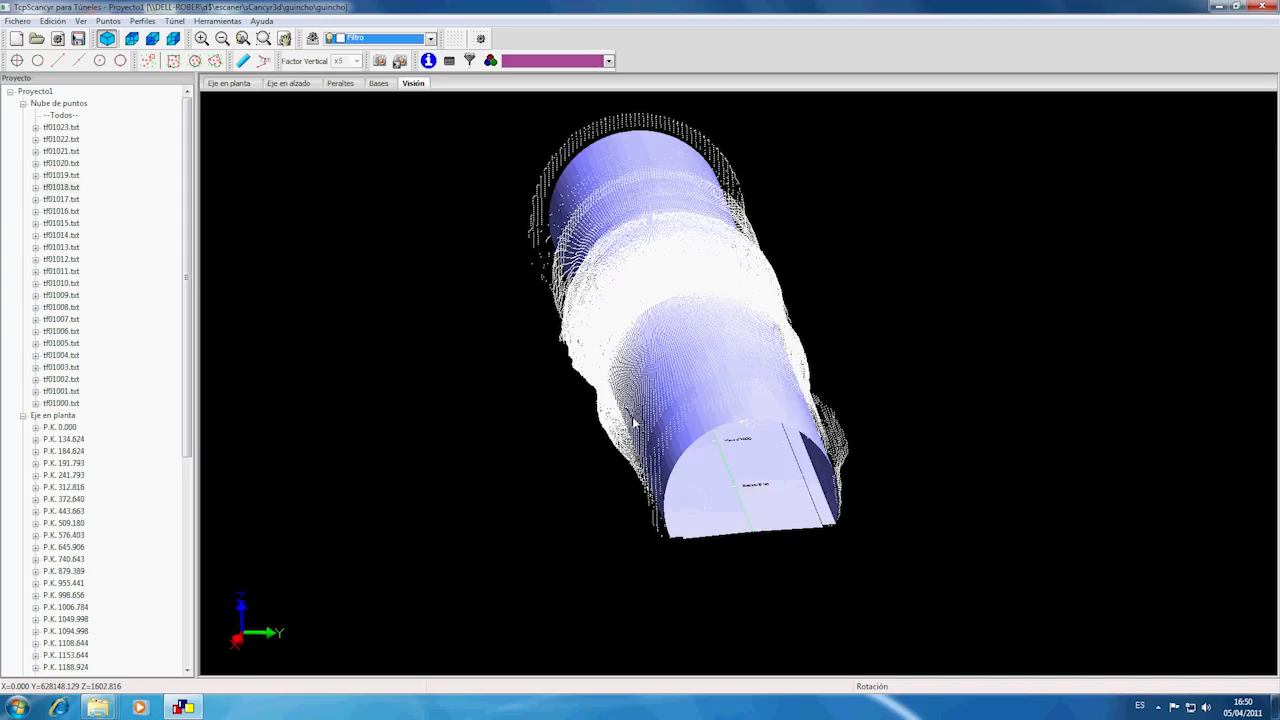 TcpScancyr para Túneles - Proyecto1 [\\DELL-ROBER\d$\escaner\sCancyr3d\guincho\guincho]
Fichero Edición Ver Puntos Perfiles Túnel Herramientas Ayuda
Filtro
Factor Vertical x5
Proyecto
Eje en planta Eje en alzado Peraltes Bases Visión
Proyecto1
Nube de puntos
--Todos--
tf01023.txt
tf01022.txt
tf01021.txt
tf01020.txt
tf01019.txt
tf01018.txt
tf01017.txt
tf01016.txt
tf01015.txt
tf01014.txt
tf01013.txt
tf01012.txt
tf01011.txt
tf01010.txt
tf01009.txt
tf01008.txt
tf01007.txt
tf01006.txt
tf01005.txt
tf01004.txt
tf01003.txt
tf01002.txt
tf01001.txt
tf01000.txt
Eje en planta
P.K. 0.000
P.K. 134.624
P.K. 184.624
P.K. 191.793
P.K. 241.793
P.K. 312.816
P.K. 372.640
P.K. 443.663
P.K. 509.180
P.K. 576.403
P.K. 645.906
P.K. 740.643
P.K. 879.389
P.K. 955.441
P.K. 998.656
P.K. 1006.784
P.K. 1049.998
P.K. 1094.998
P.K. 1108.644
P.K. 1153.644
P.K. 1188.924
Z
Y
X
X=0.000 Y=628148.129 Z=1602.816
Rotación
ES
16:50
05/04/2011